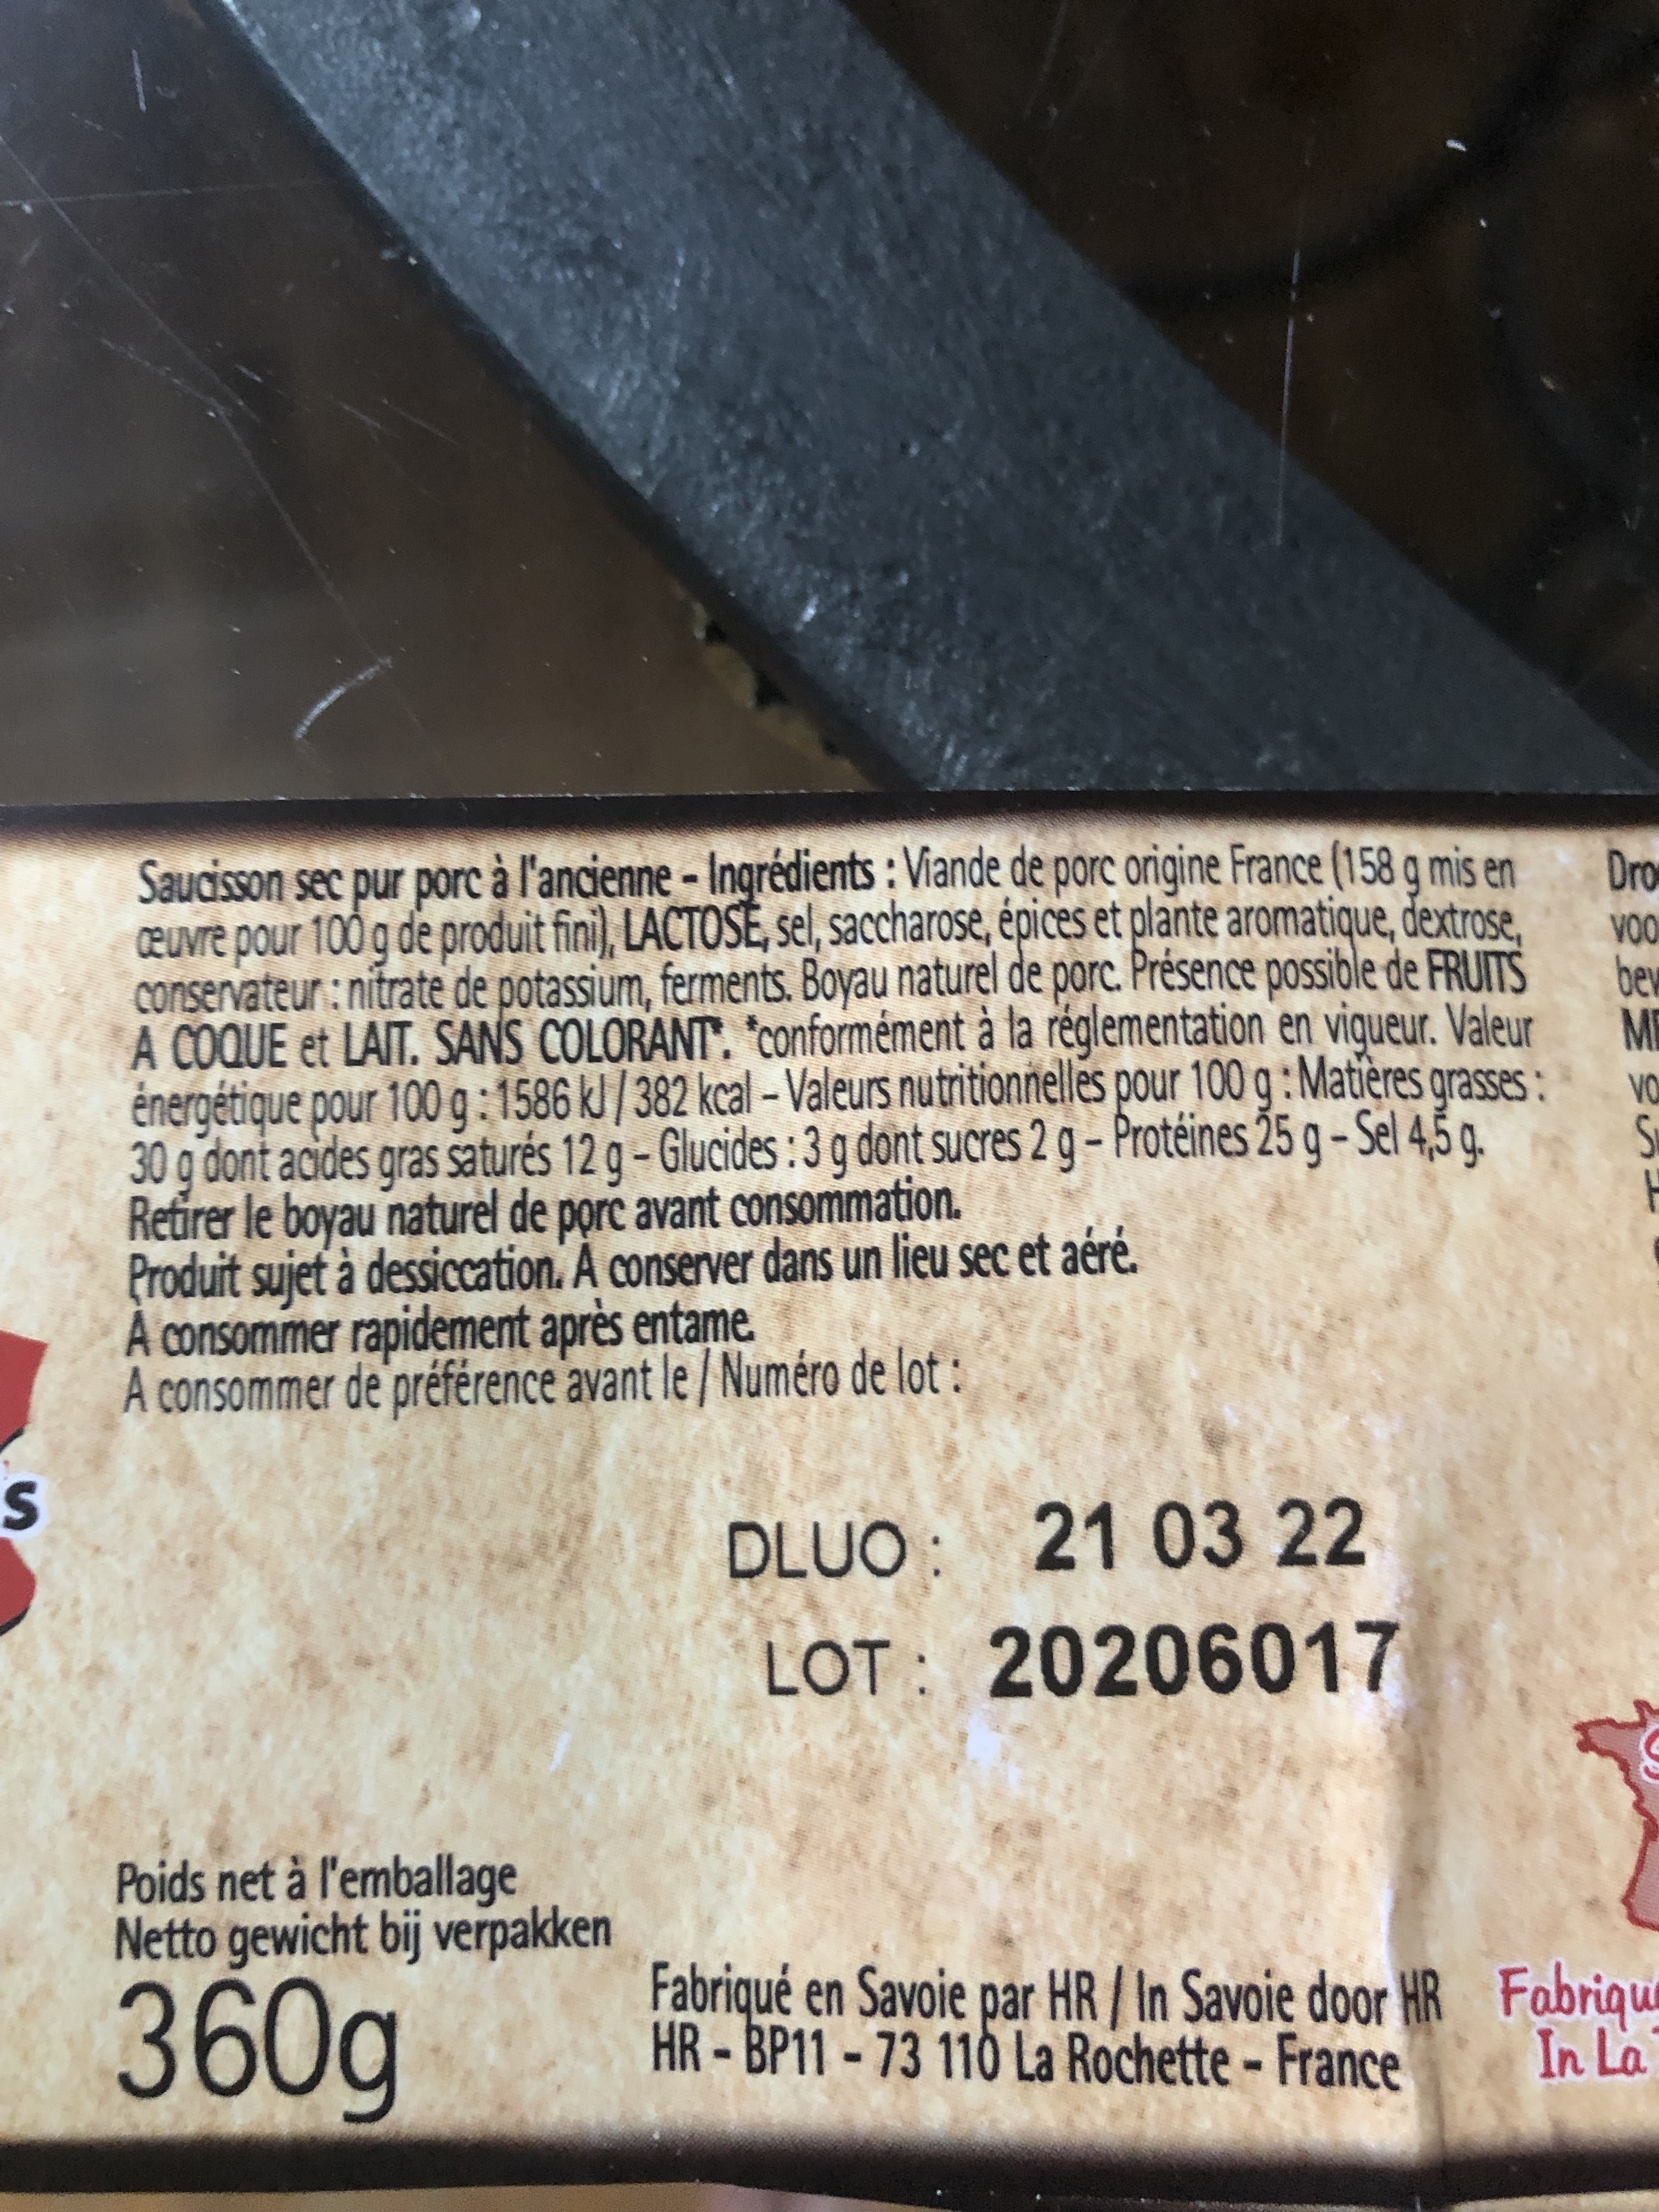 Saucisson sec pur porc à l'ancienne - Ingrédients : Viande de porc origine France (158 g mis en
œuvre pour 100 g de produit fini), LACTOSE, sel, saccharose, épices et plante aromatique, dextrose,
conservateur : nitrate de potassium, ferments. Boyau naturel de porc. Présence possible de FRUITS
A COQUE et LAIT. SANS COLORANT*. *conformément à la réglementation en vigueur. Valeur
énergétique pour 100 g : 1586 kJ / 382 kcal – Valeurs nutritionnelles pour 100 g : Matières grasses :
30 g dont acides gras saturés 12 g – Glucides : 3 g dont sucres 2 g – Protéines 25 g – Sel 4,5 g.
Retirer le boyau naturel de porc avant consommation.
Produit sujet à dessiccation. À conserver dans un lieu sec et aéré.
À consommer rapidement après entame.
A consommer de préférence avant le / Numéro de lot :
DLUO : 21 03 22
LOT : 20206017
Poids net à l'emballage
Netto gewicht bij verpakken
360g
Fabriqué en Savoie par HR / In Savoie door HR
HR - BP11 - 73 110 La Rochette - France
In La